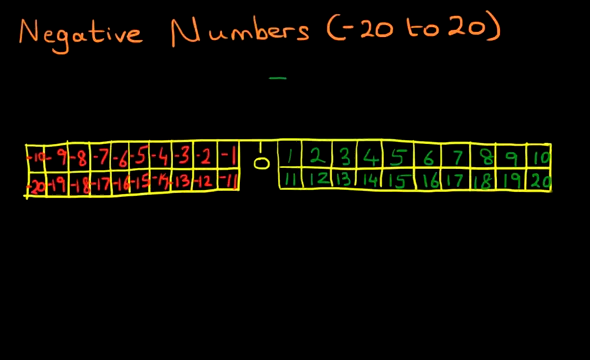 Negative Numbers (-20 to 20)
-10 -9 -8 -7 -6 -5 -4 -3 -2 -1 0 1 2 3 4 5 6 7 8 9 10
-20 -19 -18 -17 -16 -15 -14 -13 -12 -11 11 12 13 14 15 16 17 18 19 20